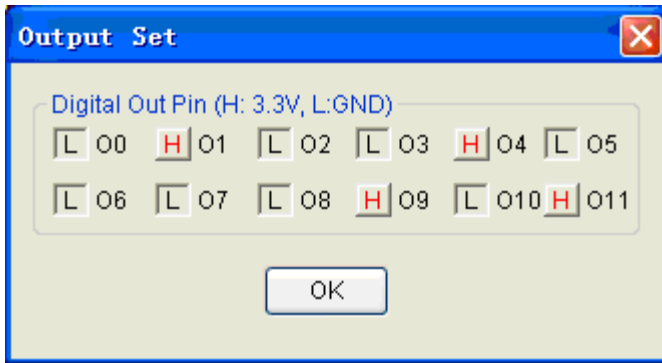 Output Set
Digital Out Pin (H: 3.3V, L:GND)
L O0 H O1 L O2 L O3 H O4 L O5
L O6 L O7 L O8 H O9 L O10 H O11
OK